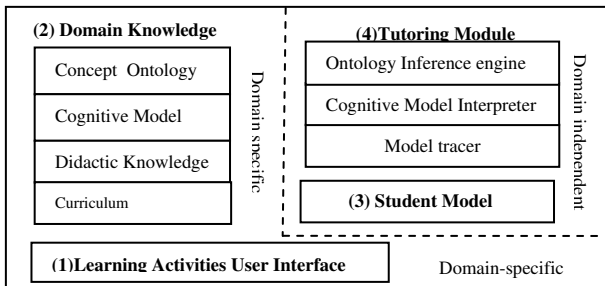 (2) Domain Knowledge
Concept Ontology
Cognitive Model
Didactic Knowledge
Curriculum
Domain specific
(4)Tutoring Module
Ontology Inference engine
Cognitive Model Interpreter
Model tracer
(3) Student Model
Domain independent
(1)Learning Activities User Interface
Domain-specific